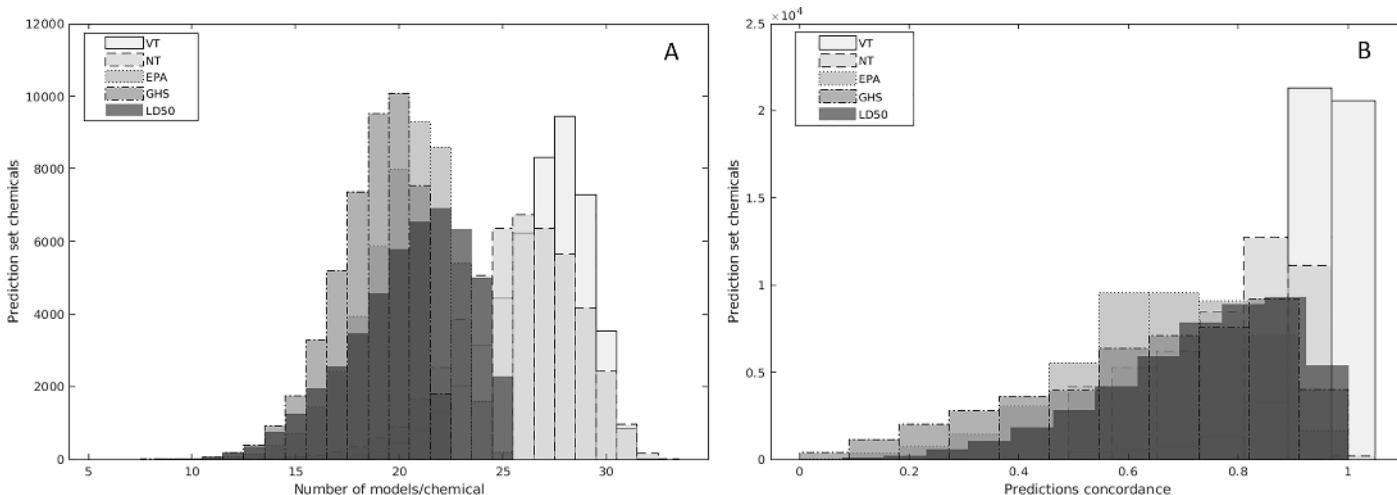 12000
10000
8000
6000
4000
2000
0
Prediction set chemicals
VT
NT
EPA
GHS
LD50
A
5
10
15
20
25
30
Number of models/chemical
×10⁴
2.5
2
1.5
1
0.5
0
Prediction set chemicals
VT
NT
EPA
GHS
LD50
B
0
0.2
0.4
0.6
0.8
1
Predictions concordance